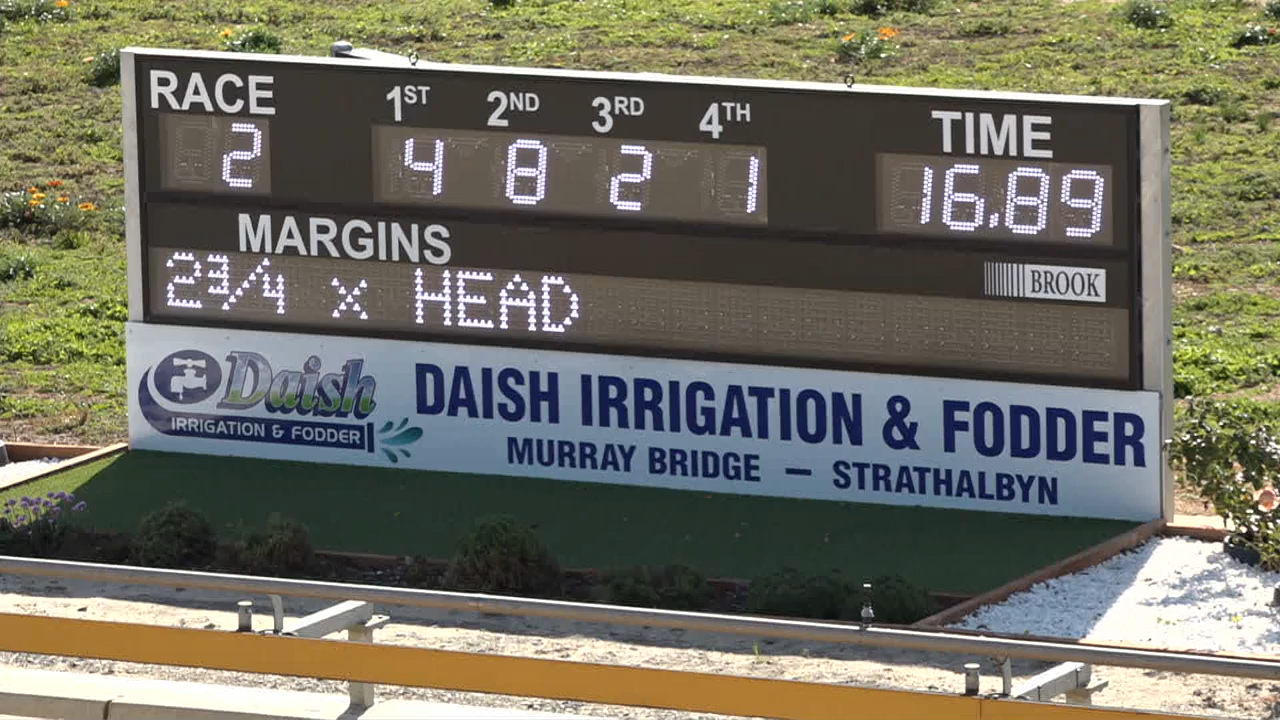 RACE 1ST 2ND 3RD 4TH TIME
2 4 8 2 1 16.89
MARGINS
2 3/4 x HEAD
BROOK
Daish
IRRIGATION & FODDER
DAISH IRRIGATION & FODDER
MURRAY BRIDGE – STRATHALBYN